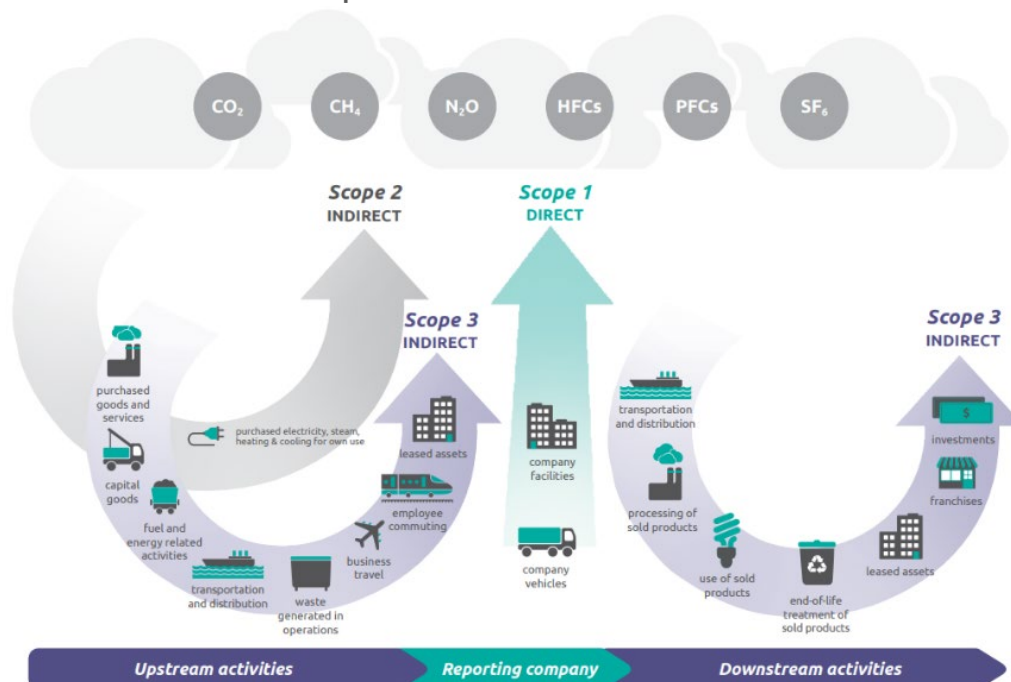 CO₂
CH₄
N₂O
HFCs
PFCs
SF₆
Scope 2
INDIRECT
Scope 1
DIRECT
Scope 3
INDIRECT
Scope 3
INDIRECT
purchased
goods and
services
capital
goods
fuel and
energy related
activities
purchased electricity, steam,
heating & cooling for own use
transportation
and distribution
waste
generated in
operations
business
travel
employee
commuting
leased assets
company
facilities
company
vehicles
transportation
and distribution
processing of
sold products
use of sold
products
end-of-life
treatment of
sold products
leased assets
franchises
$
investments
Upstream activities
Reporting company
Downstream activities